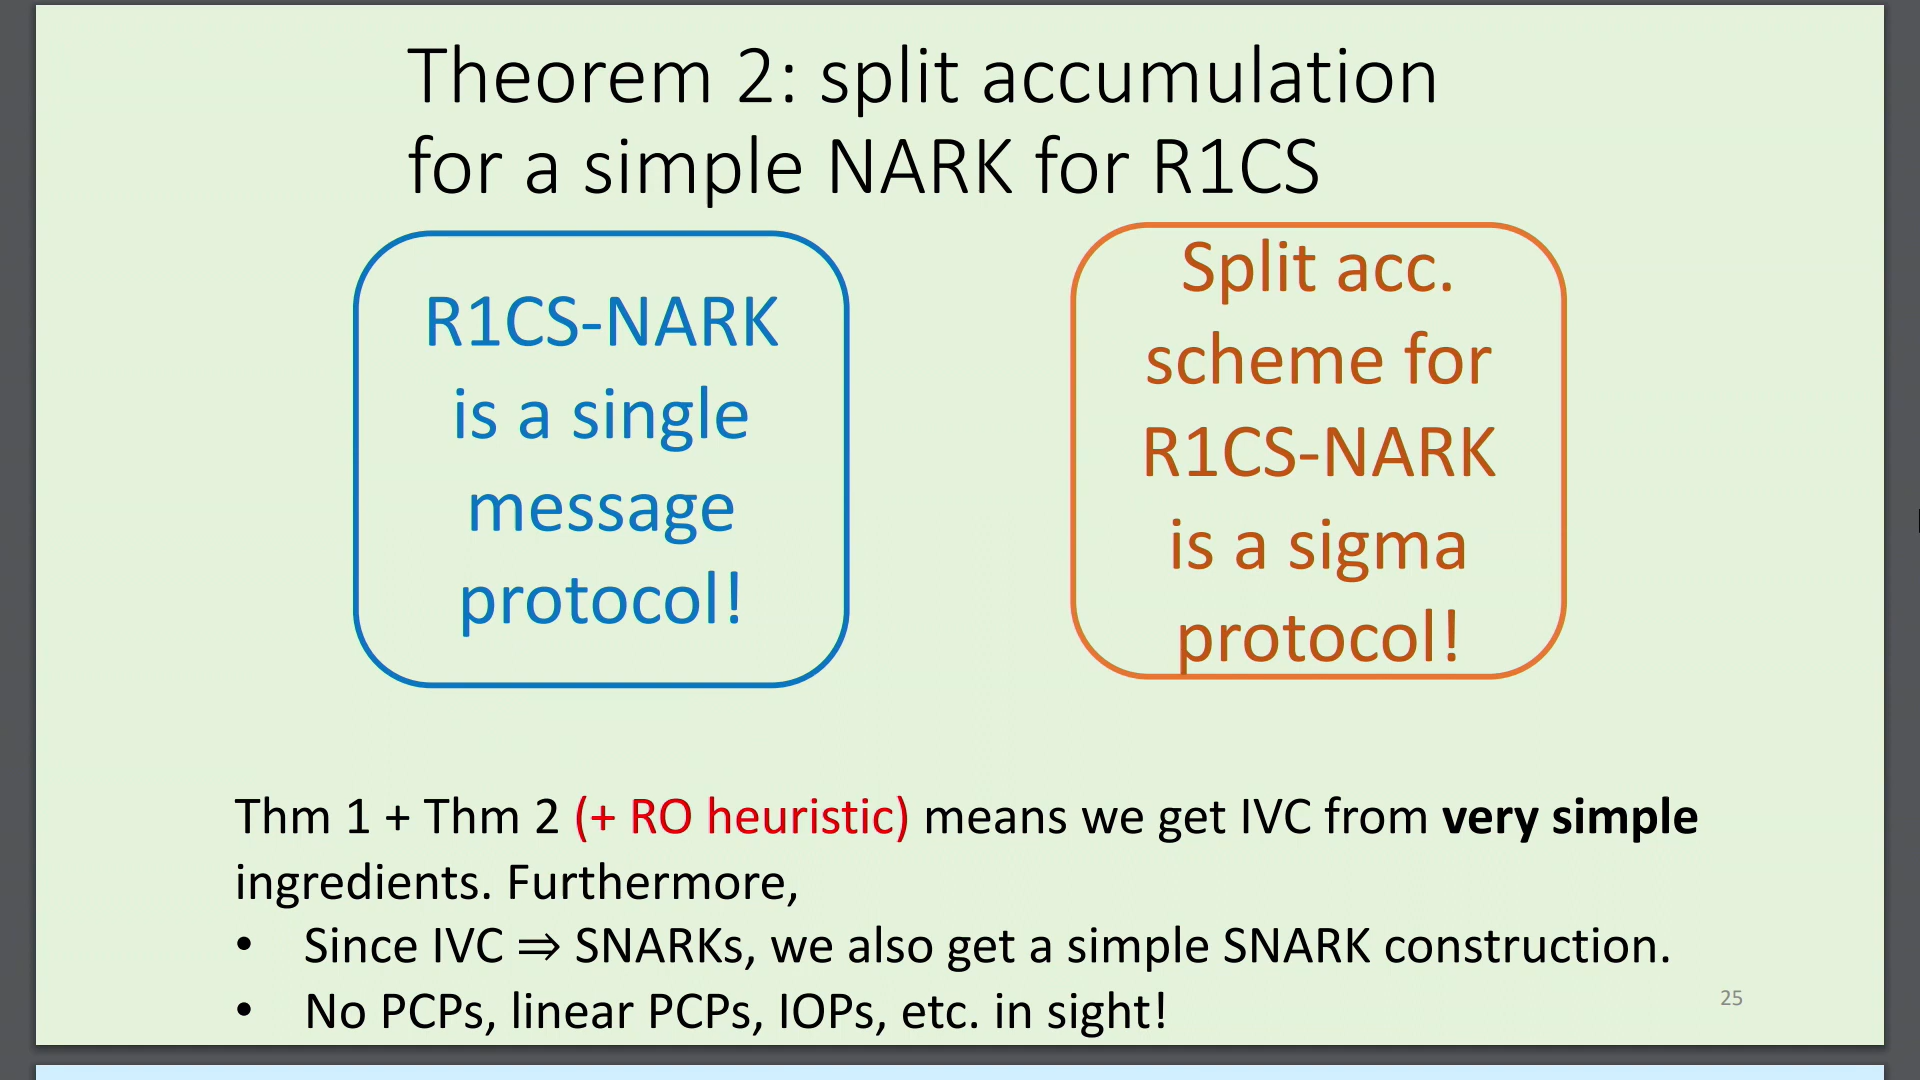 Theorem 2: split accumulation
for a simple NARK for R1CS
R1CS-NARK
is a single
message
protocol!
Split acc.
scheme for
R1CS-NARK
is a sigma
protocol!
Thm 1 + Thm 2 (+ RO heuristic) means we get IVC from very simple
ingredients. Furthermore,
• Since IVC ⇒ SNARKs, we also get a simple SNARK construction.
• No PCPs, linear PCPs, IOPs, etc. in sight!
25